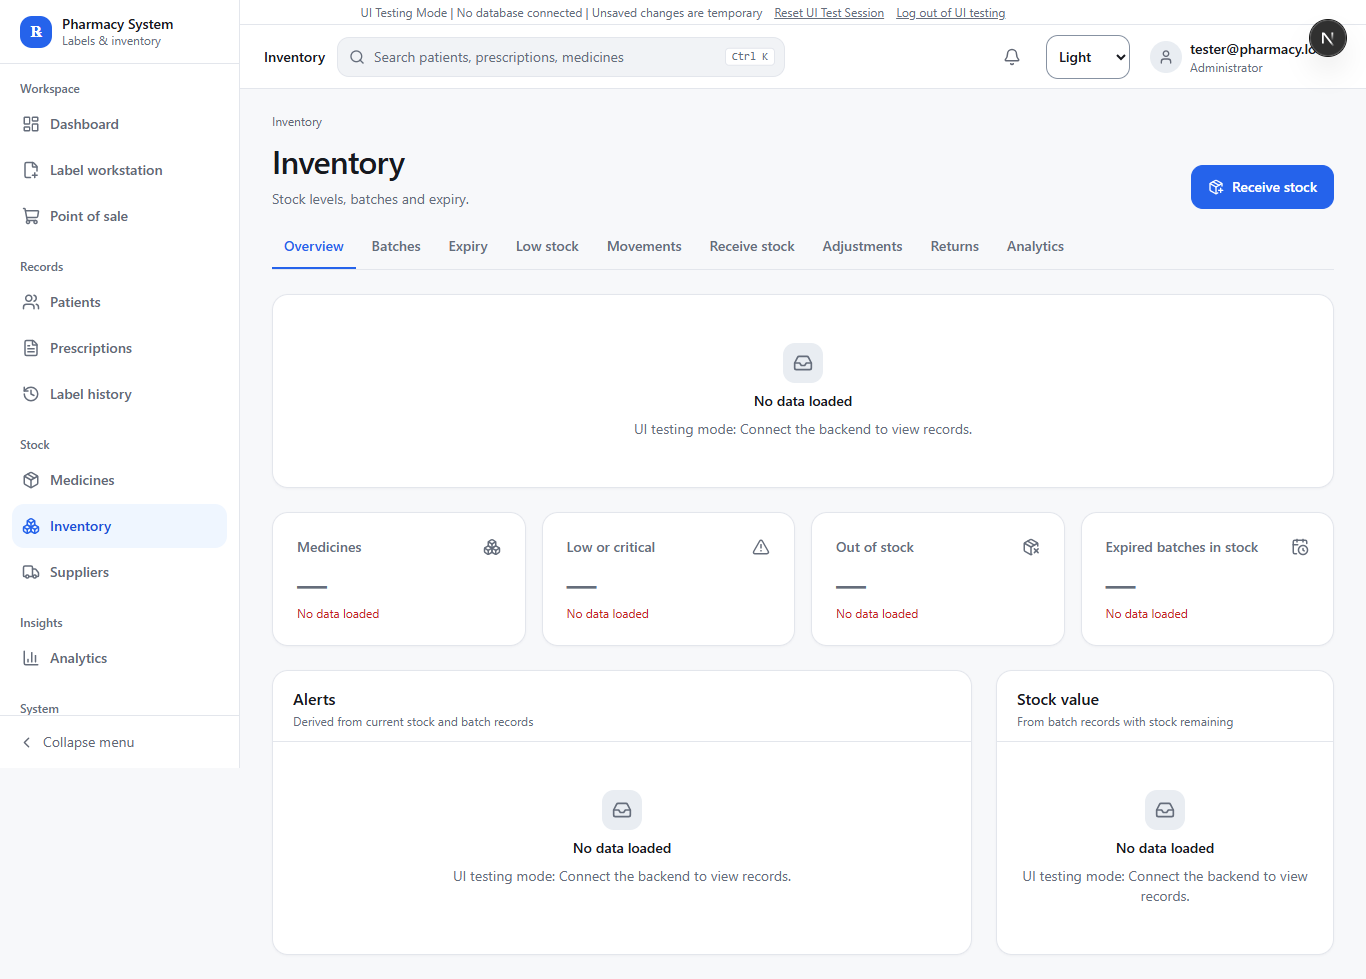 Pharmacy System
Labels & inventory
UI Testing Mode | No database connected | Unsaved changes are temporary Reset UI Test Session Log out of UI testing
Inventory
Search patients, prescriptions, medicines
Ctrl K
Light
tester@pharmacy.lo
Administrator
N
Workspace
Dashboard
Label workstation
Point of sale
Records
Patients
Prescriptions
Label history
Stock
Medicines
Inventory
Suppliers
Insights
Analytics
System
Collapse menu
Inventory
Inventory
Stock levels, batches and expiry.
Receive stock
Overview Batches Expiry Low stock Movements Receive stock Adjustments Returns Analytics
No data loaded
UI testing mode: Connect the backend to view records.
Medicines
—
No data loaded
Low or critical
—
No data loaded
Out of stock
—
No data loaded
Expired batches in stock
—
No data loaded
Alerts
Derived from current stock and batch records
No data loaded
UI testing mode: Connect the backend to view records.
Stock value
From batch records with stock remaining
No data loaded
UI testing mode: Connect the backend to view
records.